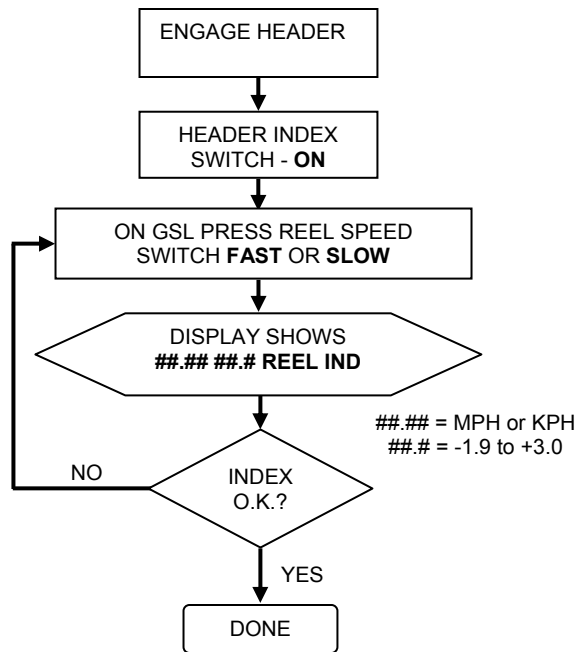 ENGAGE HEADER
HEADER INDEX
SWITCH - ON
ON GSL PRESS REEL SPEED
SWITCH FAST OR SLOW
DISPLAY SHOWS
##.## ##.# REEL IND
##.## = MPH or KPH
##.# = -1.9 to +3.0
NO
INDEX
O.K.?
YES
DONE